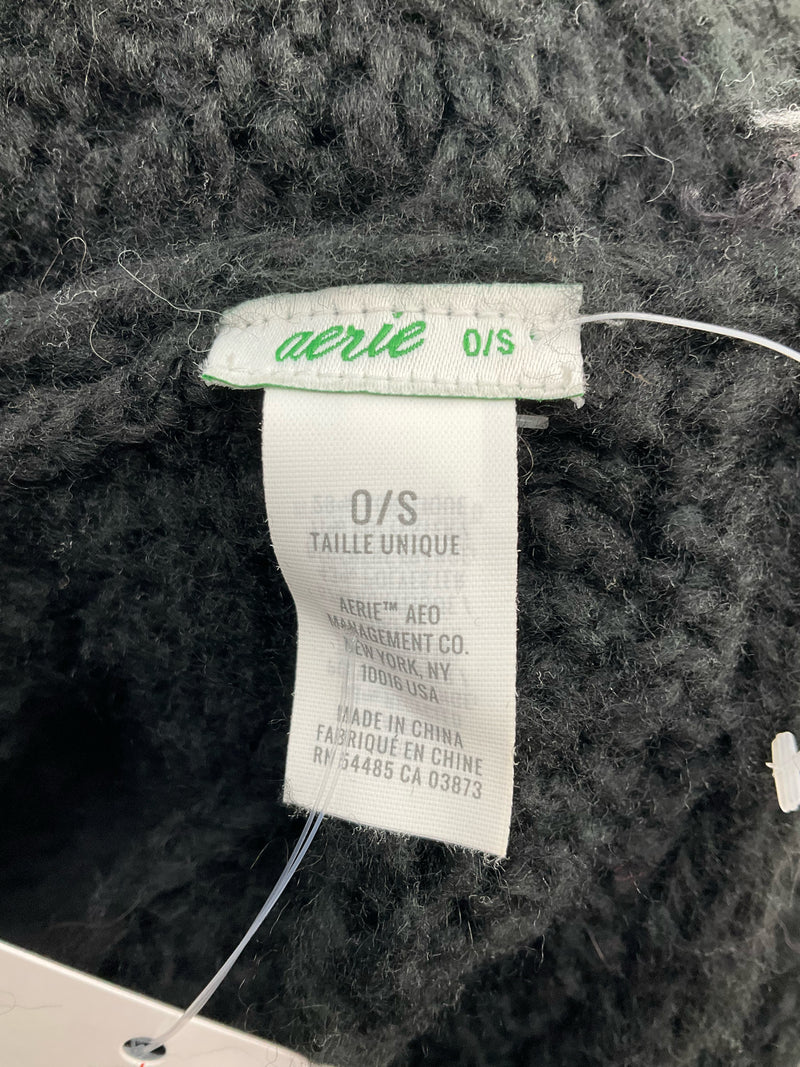 aerie O/S
O/S
TAILLE UNIQUE
AERIE™ AEO
MANAGEMENT CO.
NEW YORK, NY
10016 USA
MADE IN CHINA
FABRIQUÉ EN CHINE
RN 54485 CA 03873